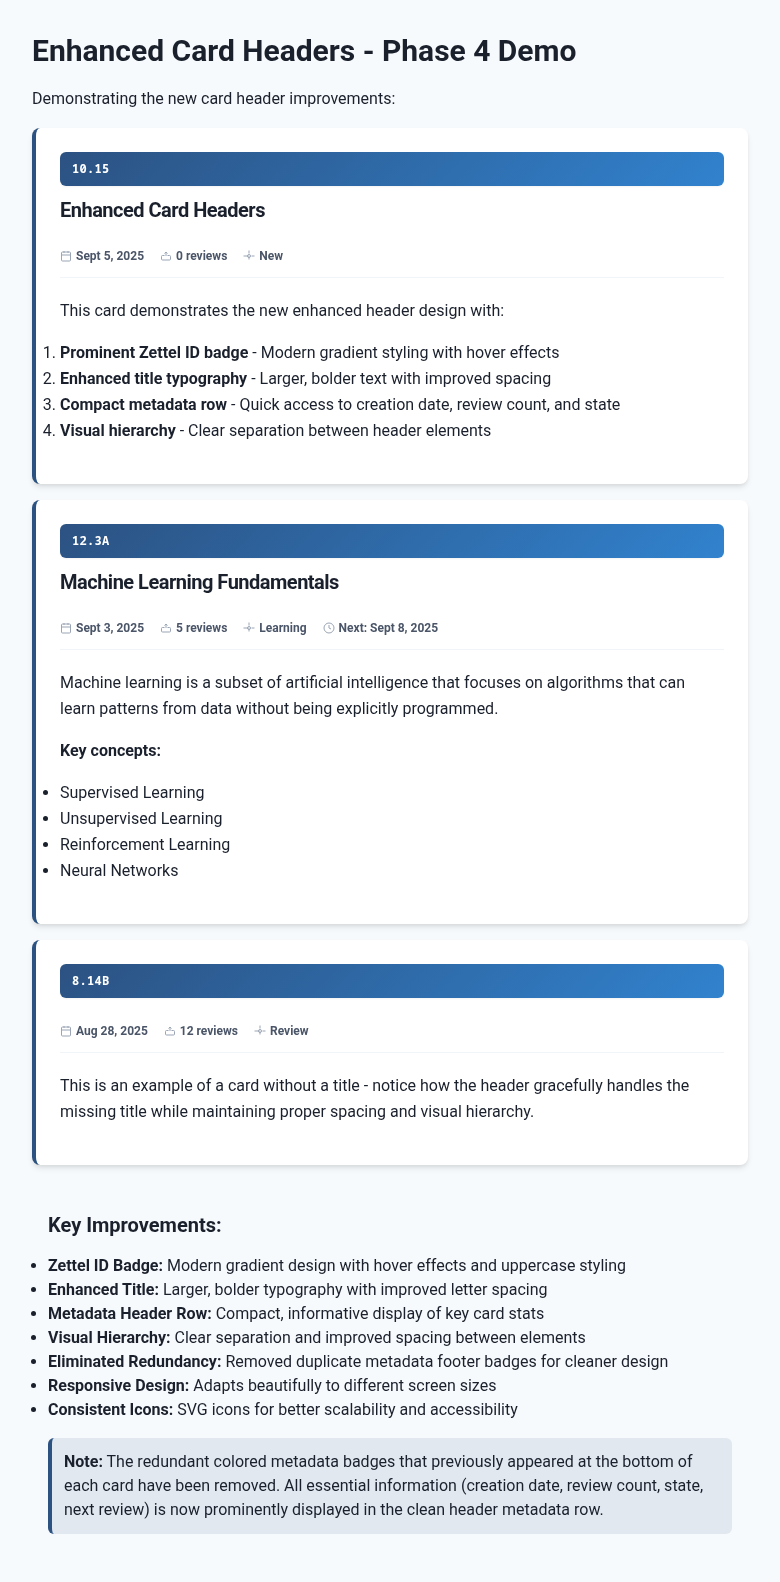 Enhanced Card Headers - Phase 4 Demo
Demonstrating the new card header improvements:
10.15
Enhanced Card Headers
Sept 5, 2025 0 reviews New
This card demonstrates the new enhanced header design with:
1. Prominent Zettel ID badge - Modern gradient styling with hover effects
2. Enhanced title typography - Larger, bolder text with improved spacing
3. Compact metadata row - Quick access to creation date, review count, and state
4. Visual hierarchy - Clear separation between header elements
12.3A
Machine Learning Fundamentals
Sept 3, 2025 5 reviews Learning Next: Sept 8, 2025
Machine learning is a subset of artificial intelligence that focuses on algorithms that can
learn patterns from data without being explicitly programmed.
Key concepts:
• Supervised Learning
• Unsupervised Learning
• Reinforcement Learning
• Neural Networks
8.14B
Aug 28, 2025 12 reviews Review
This is an example of a card without a title - notice how the header gracefully handles the
missing title while maintaining proper spacing and visual hierarchy.
Key Improvements:
• Zettel ID Badge: Modern gradient design with hover effects and uppercase styling
• Enhanced Title: Larger, bolder typography with improved letter spacing
• Metadata Header Row: Compact, informative display of key card stats
• Visual Hierarchy: Clear separation and improved spacing between elements
• Eliminated Redundancy: Removed duplicate metadata footer badges for cleaner design
• Responsive Design: Adapts beautifully to different screen sizes
• Consistent Icons: SVG icons for better scalability and accessibility
Note: The redundant colored metadata badges that previously appeared at the bottom of
each card have been removed. All essential information (creation date, review count, state,
next review) is now prominently displayed in the clean header metadata row.